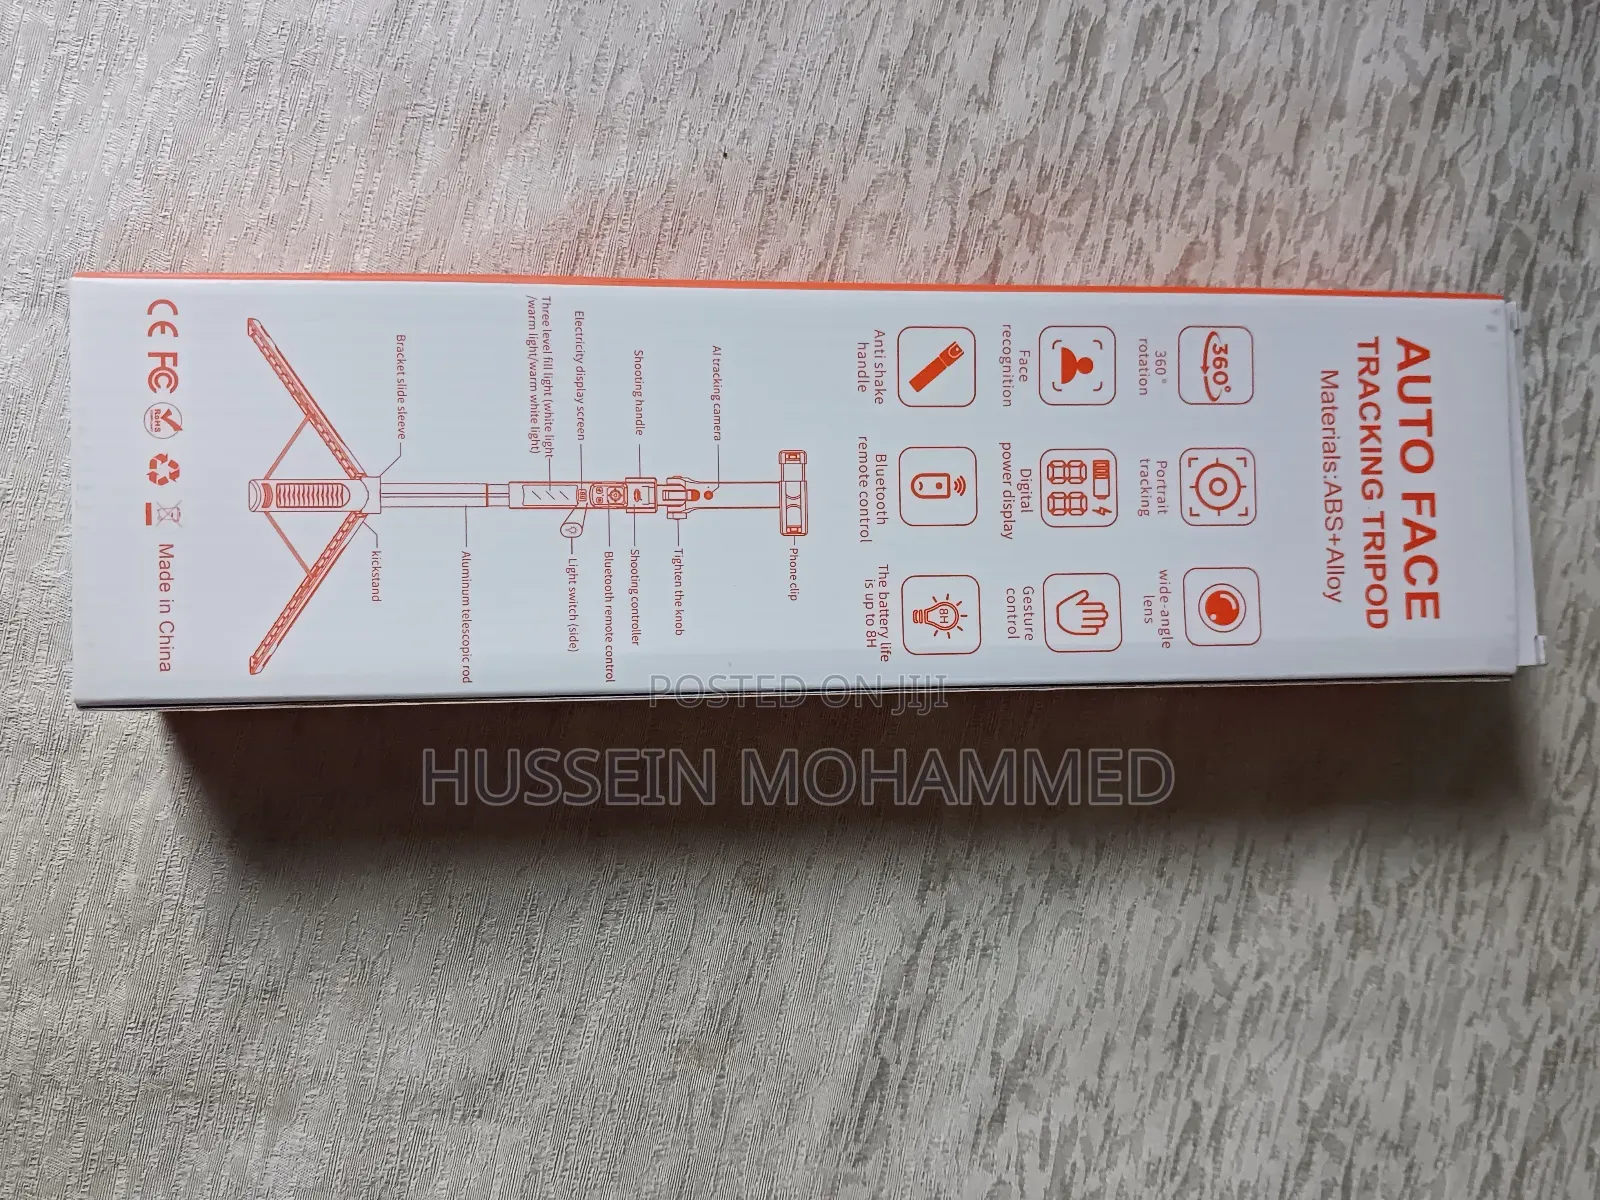 AUTO FACE
TRACKING TRIPOD
Materials:ABS+Alloy
360°
360°
rotation
Portrait
tracking
wide-angle
lens
Face
recognition
Digital
power display
Gesture
control
Anti shake
handle
Bluetooth
remote control
8H
The battery life
is up to 8H
Phone clip
AI tracking camera
Tighten the knob
Shooting handle
Shooting controller
Bluetooth remote control
Electricity display screen
Light switch (side)
Three level fill light (white light
/warm light/warm white light)
Aluminum telescopic rod
Bracket slide sleeve
kickstand
CE FC RoHS
Made in China
POSTED ON JIJI
HUSSEIN MOHAMMED